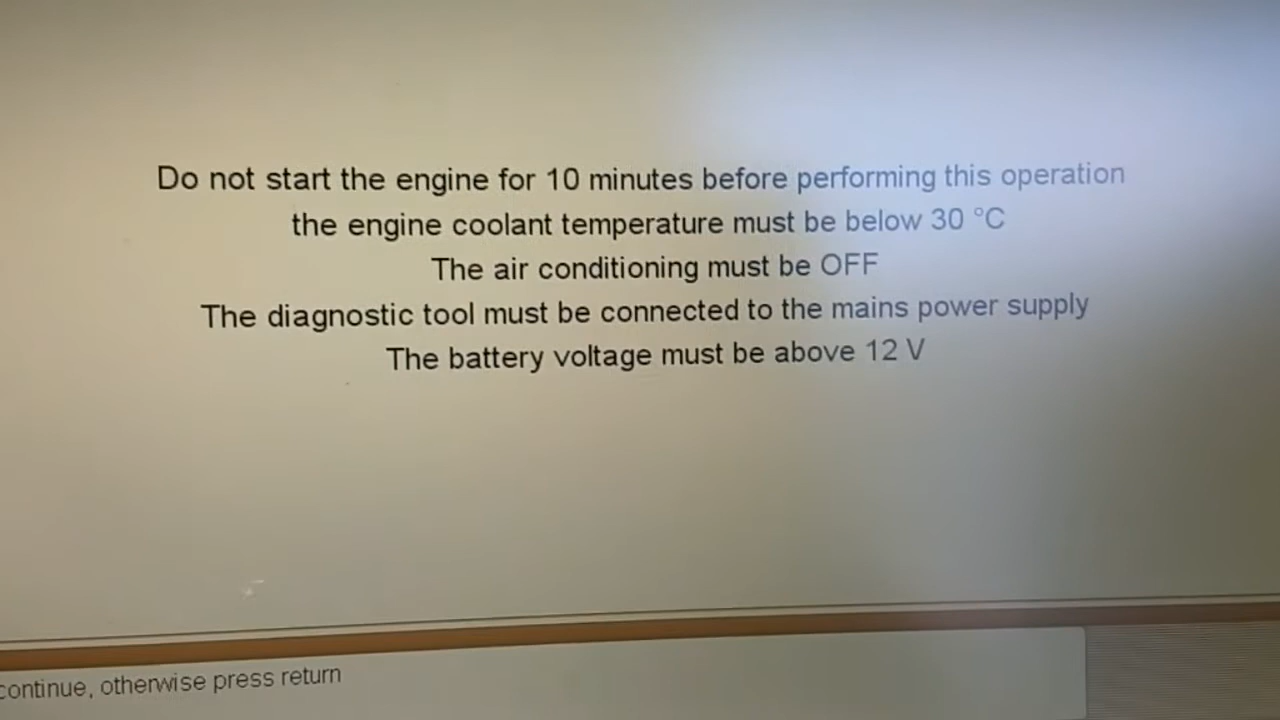 Do not start the engine for 10 minutes before performing this operation
the engine coolant temperature must be below 30 °C
The air conditioning must be OFF
The diagnostic tool must be connected to the mains power supply
The battery voltage must be above 12 V
continue, otherwise press return